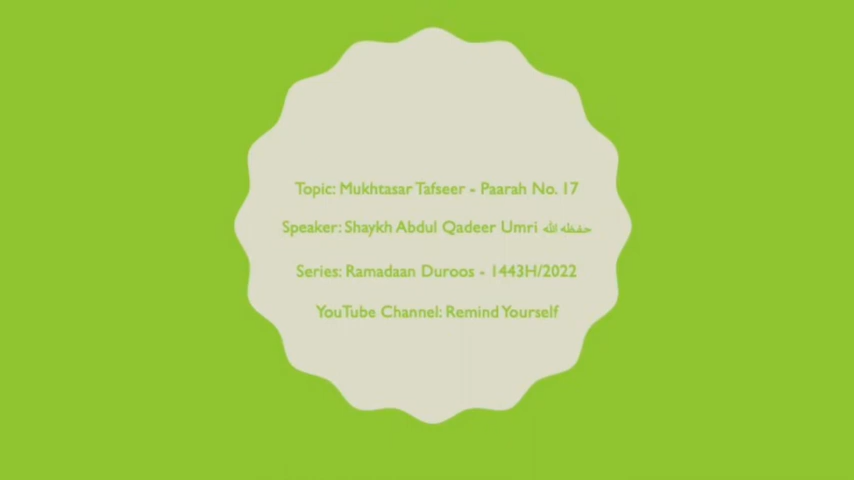 Topic: Mukhtasar Tafseer - Paarah No. 17
Speaker: Shaykh Abdul Qadeer Umri حفظه الله
Series: Ramadaan Duroos - 1443H/2022
YouTube Channel: Remind Yourself